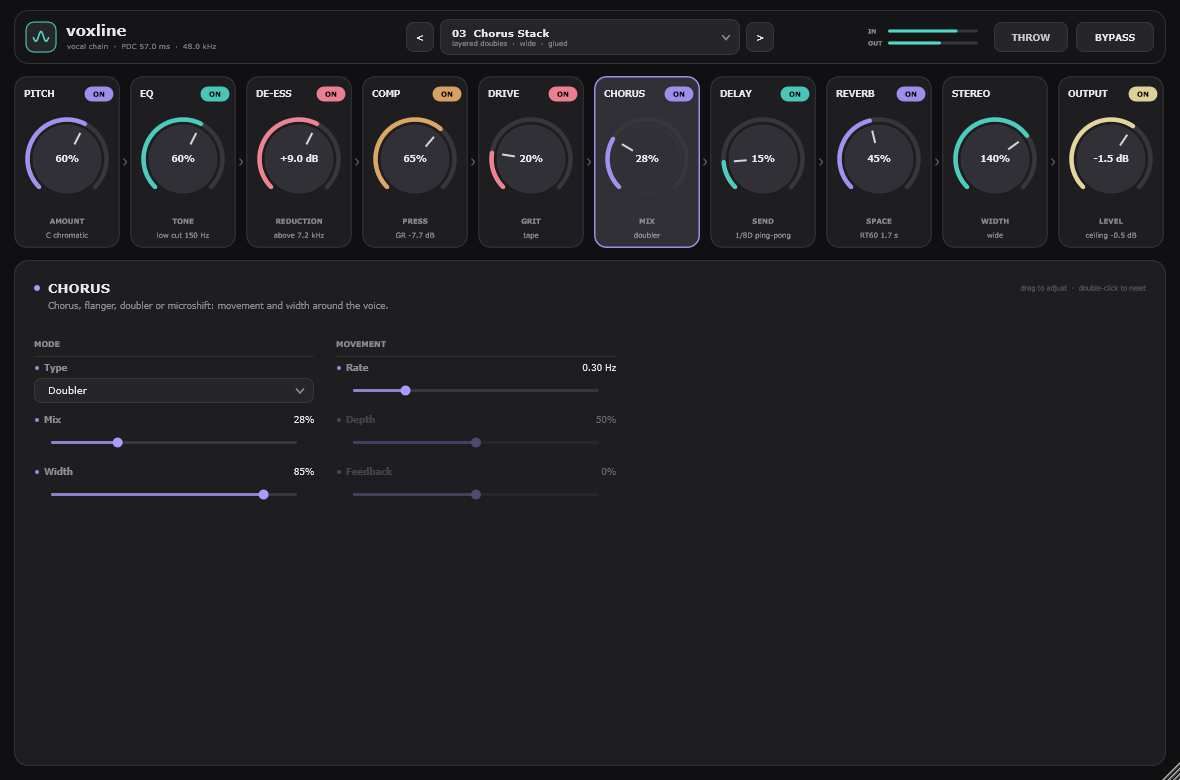 voxline
vocal chain · PDC 57.0 ms · 48.0 kHz
<
03 Chorus Stack
layered doubles · wide · glued
>
IN
OUT
THROW
BYPASS
PITCH ON
60%
AMOUNT
C chromatic
EQ ON
60%
TONE
low cut 150 Hz
DE-ESS ON
+9.0 dB
REDUCTION
above 7.2 kHz
COMP ON
65%
PRESS
GR -7.7 dB
DRIVE ON
20%
GRIT
tape
CHORUS ON
28%
MIX
doubler
DELAY ON
15%
SEND
1/8D ping-pong
REVERB ON
45%
SPACE
RT60 1.7 s
STEREO
140%
WIDTH
wide
OUTPUT ON
-1.5 dB
LEVEL
ceiling -0.5 dB
CHORUS
Chorus, flanger, doubler or microshift: movement and width around the voice.
drag to adjust · double-click to reset
MODE
Type
Doubler
Mix 28%
Width 85%
MOVEMENT
Rate 0.30 Hz
Depth 50%
Feedback 0%